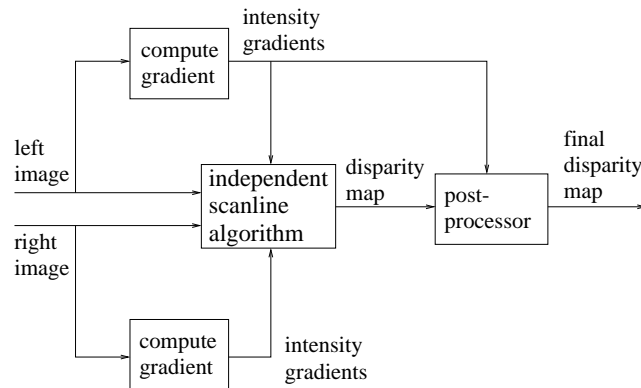 intensity
gradients
compute
gradient
left
image
independent
scanline
algorithm
disparity
map
post-
processor
final
disparity
map
right
image
compute
gradient
intensity
gradients